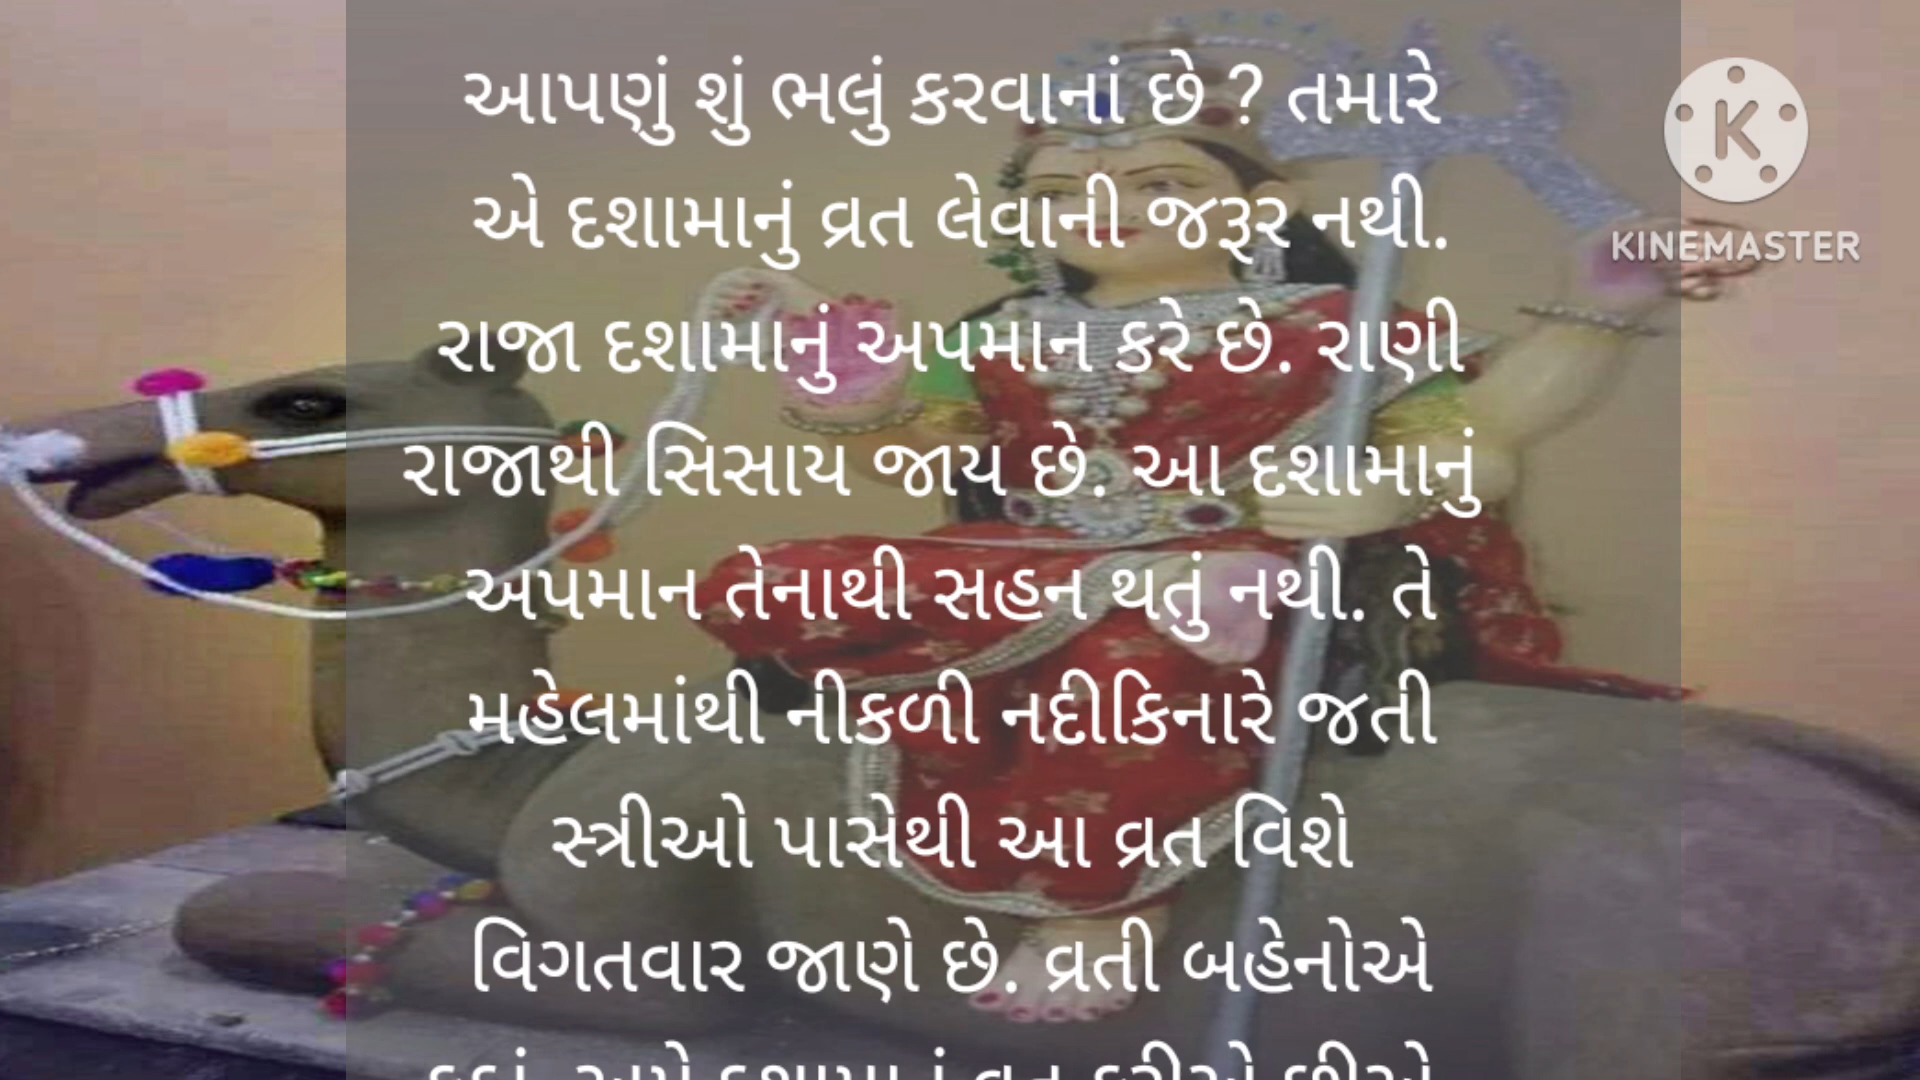 આપણું શું ભલું કરવાનાં છે ? તમારે
એ દશામાનું વ્રત લેવાની જરૂર નથી.
રાજા દશામાનું અપમાન કરે છે. રાણી
રાજાથી સિસાય જાય છે. આ દશામાનું
અપમાન તેનાથી સહન થતું નથી. તે
મહેલમાંથી નીકળી નદીકિનારે જતી
સ્ત્રીઓ પાસેથી આ વ્રત વિશે
વિગતવાર જાણે છે. વ્રતી બહેનોએ
K
KINEMASTER